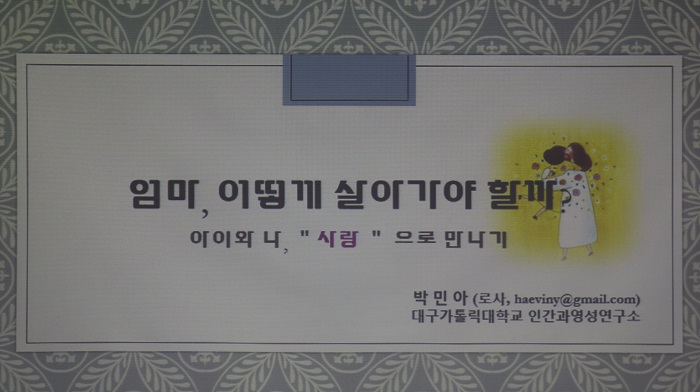 엄마, 어떻게 살아가야 할까?
아이와 나, "사랑" 으로 만나기
박 민 아 (로사, haeviny@gmail.com)
대구가톨릭대학교 인간과영성연구소